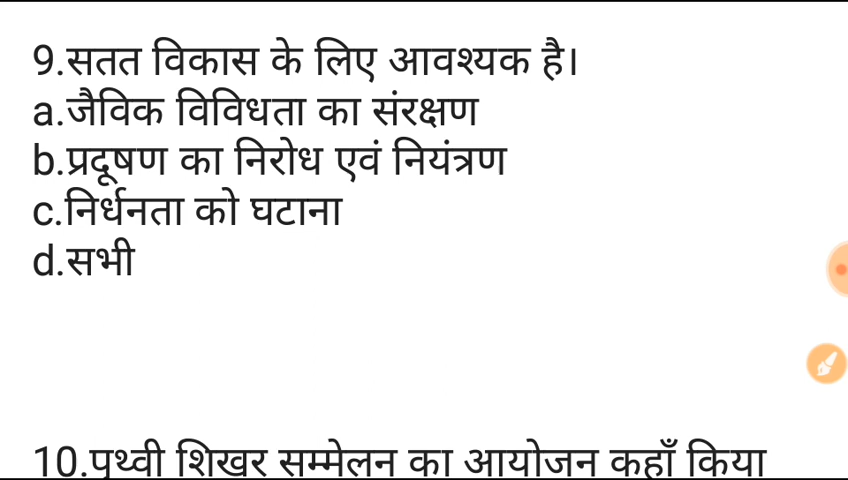 9.सतत विकास के लिए आवश्यक है।
a.जैविक विविधता का संरक्षण
b.प्रदूषण का निरोध एवं नियंत्रण
c.निर्धनता को घटाना
d.सभी
10.पृथ्वी शिखर सम्मेलन का आयोजन कहाँ किया